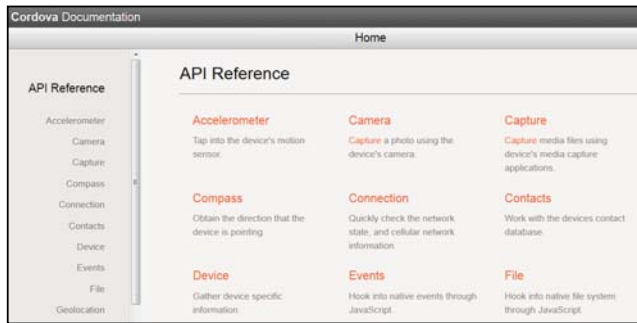 Cordova Documentation
Home
API Reference
Accelerometer
Camera
Capture
Compass
Connection
Contacts
Device
Events
File
Geolocation
API Reference
Accelerometer
Tap into the device's motion
sensor.
Camera
Capture a photo using the
device's camera.
Capture
Capture media files using
device's media capture
applications.
Compass
Obtain the direction that the
device is pointing.
Connection
Quickly check the network
state, and cellular network
information.
Contacts
Work with the devices contact
database.
Device
Gather device specific
information.
Events
Hook into native events through
JavaScript.
File
Hook into native file system
through JavaScript.